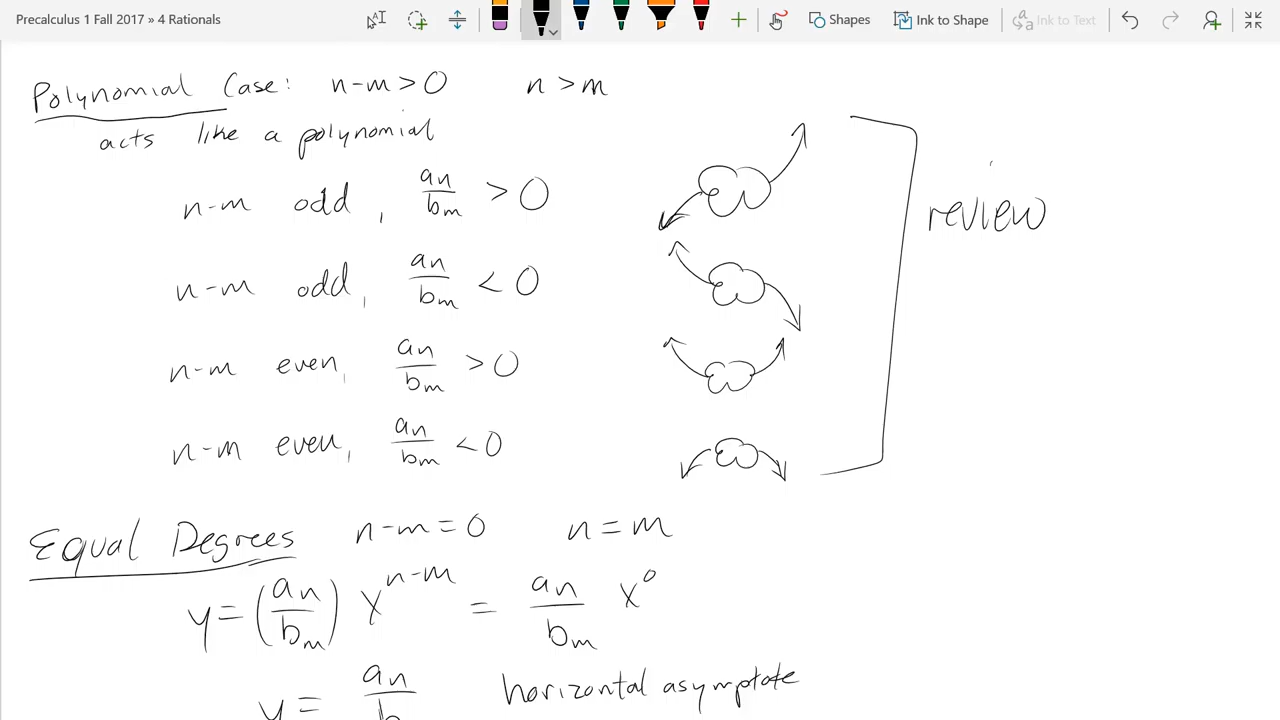 Precalculus 1 Fall 2017 » 4 Rationals
Shapes
Ink to Shape
Ink to Text
Polynomial Case: n-m>0 n>m
acts like a polynomial
n-m odd, an/bm > 0
review
n-m odd, an/bm < 0
n-m even, an/bm > 0
n-m even, an/bm < 0
Equal Degrees n-m=0 n=m
y = (an/bm) x^n-m = an/bm x^0
y = an/b horizontal asymptote